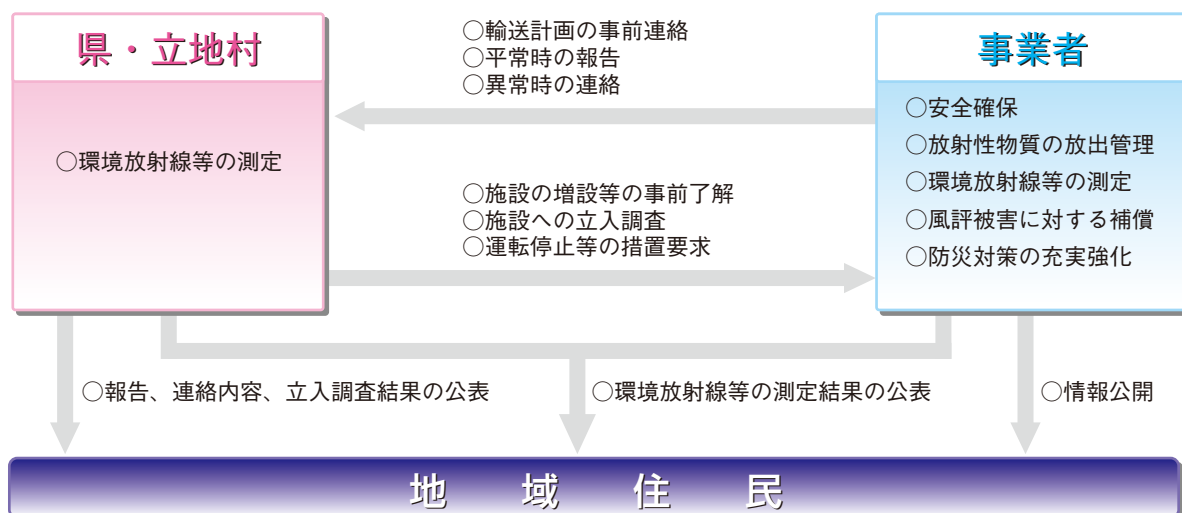 県・立地村
○環境放射線等の測定
○輸送計画の事前連絡
○平常時の報告
○異常時の連絡
○施設の増設等の事前了解
○施設への立入調査
○運転停止等の措置要求
事業者
○安全確保
○放射性物質の放出管理
○環境放射線等の測定
○風評被害に対する補償
○防災対策の充実強化
○報告、連絡内容、立入調査結果の公表
○環境放射線等の測定結果の公表
○情報公開
地域住民